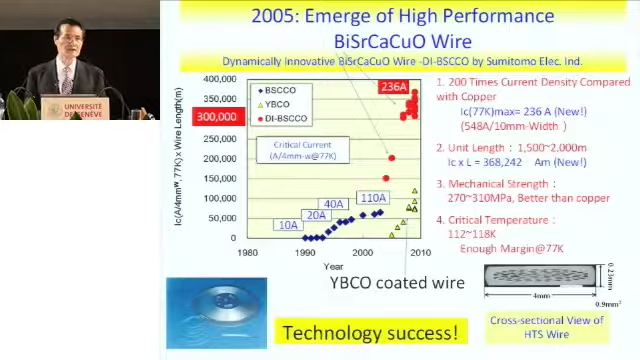 2005: Emerge of High Performance
BiSrCaCuO Wire
Dynamically Innovative BiSrCaCuO Wire -DI-BSCCO by Sumitomo Elec. Ind.
UNIVERSITÉ
DE GENÈVE
Ic(A/4mmw,77K) x Wire Length(m)
400,000
350,000
300,000
250,000
200,000
150,000
100,000
50,000
0
1980
1990
2000
2010
Year
BSCCO
YBCO
DI-BSCCO
236A
Critical Current
(A/4mm-w@77K)
10A
20A
40A
110A
YBCO coated wire
1. 200 Times Current Density Compared
with Copper
Ic(77K)max= 236 A (New!)
(548A/10mm-Width )
2. Unit Length : 1,500~2,000m
Ic x L = 368,242 Am (New!)
3. Mechanical Strength :
270~310MPa, Better than copper
4. Critical Temperature :
112~118K
Enough Margin@77K
0.23mm
4mm
0.9mm²
Cross-sectional View of
HTS Wire
Technology success!